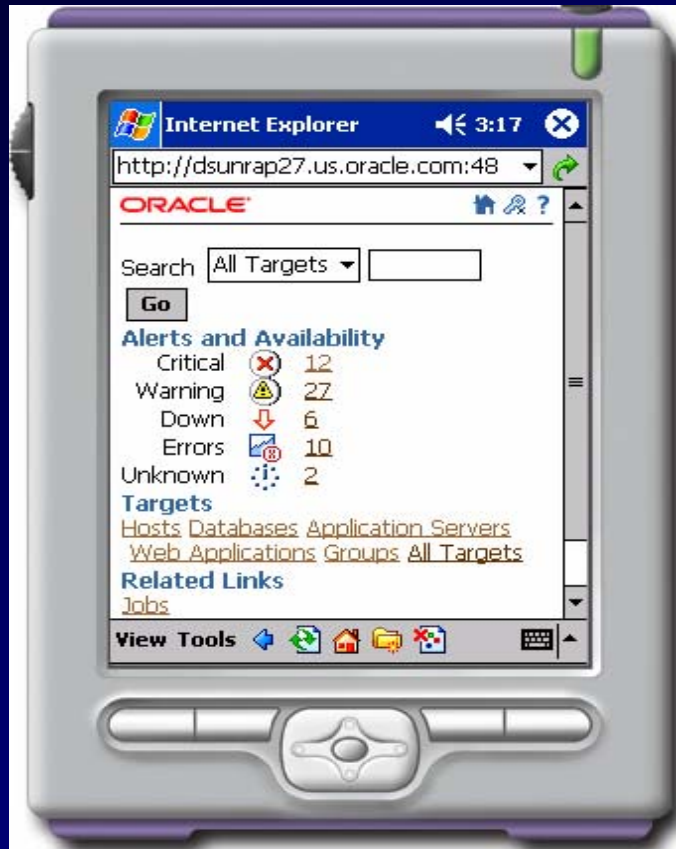 Internet Explorer 3:17
http://dsunrap27.us.oracle.com:48
ORACLE ?
Search All Targets
Go
Alerts and Availability
Critical 12
Warning 27
Down 6
Errors 10
Unknown 2
Targets
Hosts Databases Application Servers
Web Applications Groups All Targets
Related Links
Jobs
View Tools